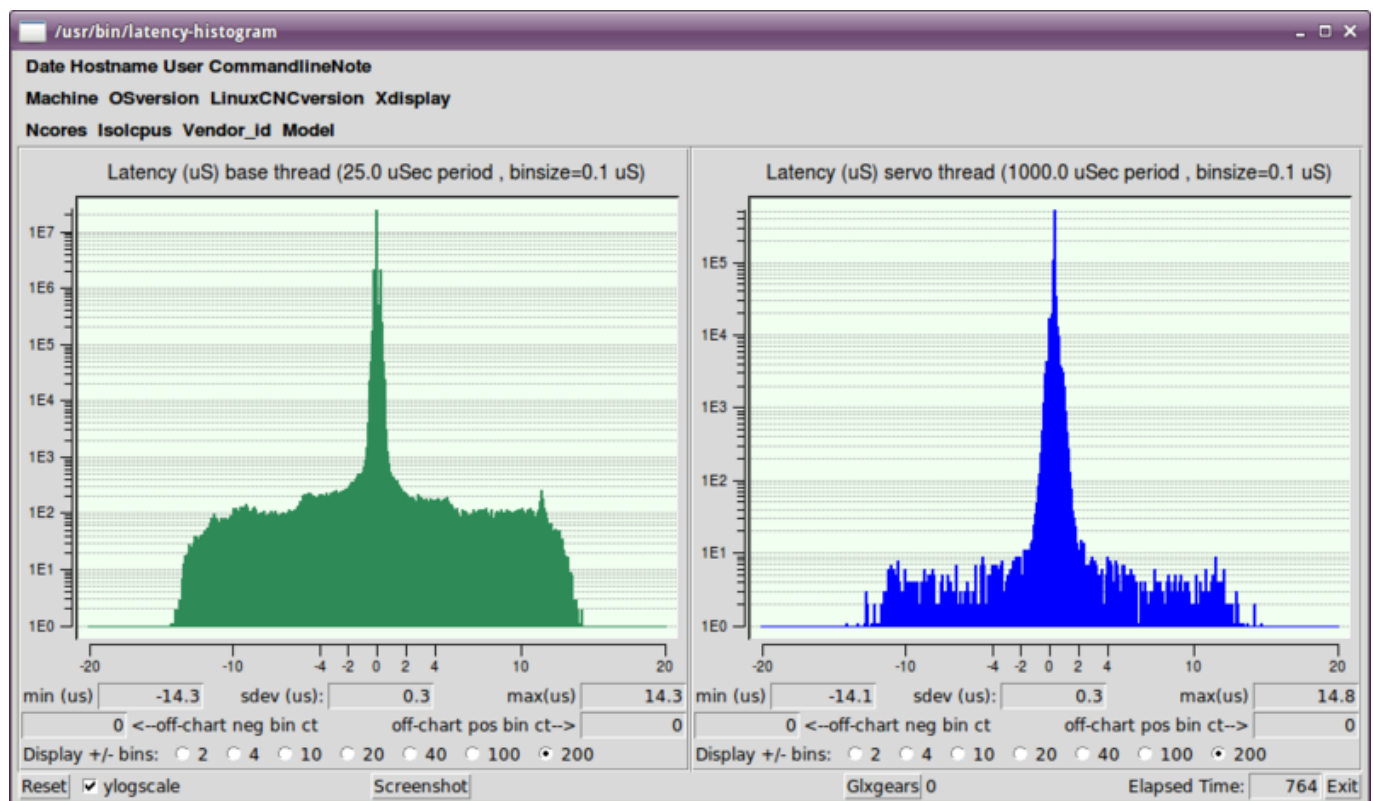 /usr/bin/latency-histogram
Date Hostname User CommandlineNote
Machine OSversion LinuxCNCversion Xdisplay
Ncores Isolcpus Vendor_id Model
Latency (uS) base thread (25.0 uSec period , binsize=0.1 uS)
1E7
1E6
1E5
1E4
1E3
1E2
1E1
1E0
-20 -10 -4 -2 0 2 4 10 20
min (us) -14.3 sdev (us): 0.3 max(us) 14.3
0 <--off-chart neg bin ct off-chart pos bin ct--> 0
Display +/- bins: 2 4 10 20 40 100 200
Latency (uS) servo thread (1000.0 uSec period , binsize=0.1 uS)
1E5
1E4
1E3
1E2
1E1
1E0
-20 -10 -4 -2 0 2 4 10 20
min (us) -14.1 sdev (us): 0.3 max(us) 14.8
0 <--off-chart neg bin ct off-chart pos bin ct--> 0
Display +/- bins: 2 4 10 20 40 100 200
Reset ylogscale Screenshot Glxgears 0 Elapsed Time: 764 Exit